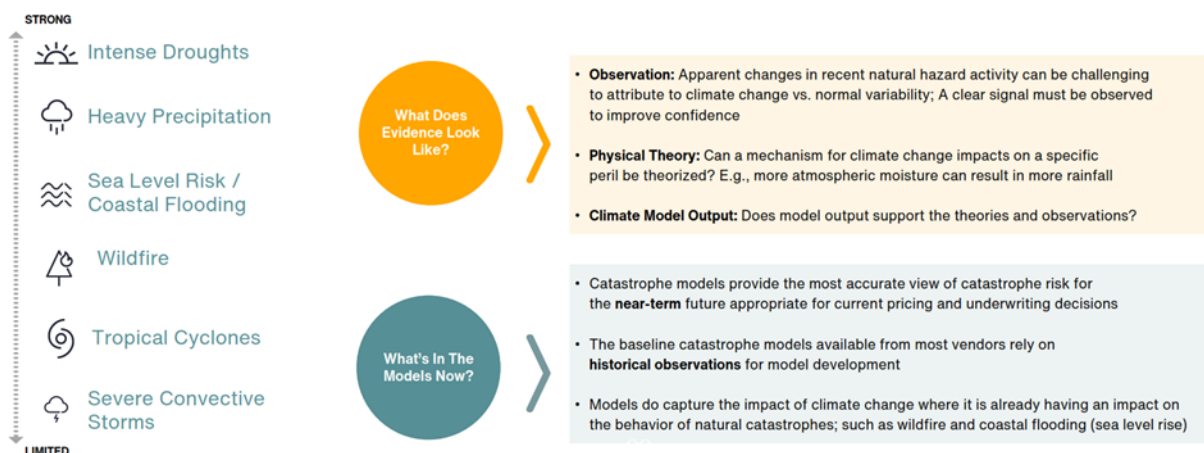 STRONG
Intense Droughts
Heavy Precipitation
Sea Level Risk /
Coastal Flooding
Wildfire
Tropical Cyclones
Severe Convective
Storms
LIMITED
What Does
Evidence Look
Like?
• Observation: Apparent changes in recent natural hazard activity can be challenging
to attribute to climate change vs. normal variability; A clear signal must be observed
to improve confidence
• Physical Theory: Can a mechanism for climate change impacts on a specific
peril be theorized? E.g., more atmospheric moisture can result in more rainfall
• Climate Model Output: Does model output support the theories and observations?
What's In The
Models Now?
• Catastrophe models provide the most accurate view of catastrophe risk for
the near-term future appropriate for current pricing and underwriting decisions
• The baseline catastrophe models available from most vendors rely on
historical observations for model development
• Models do capture the impact of climate change where it is already having an impact on
the behavior of natural catastrophes; such as wildfire and coastal flooding (sea level rise)